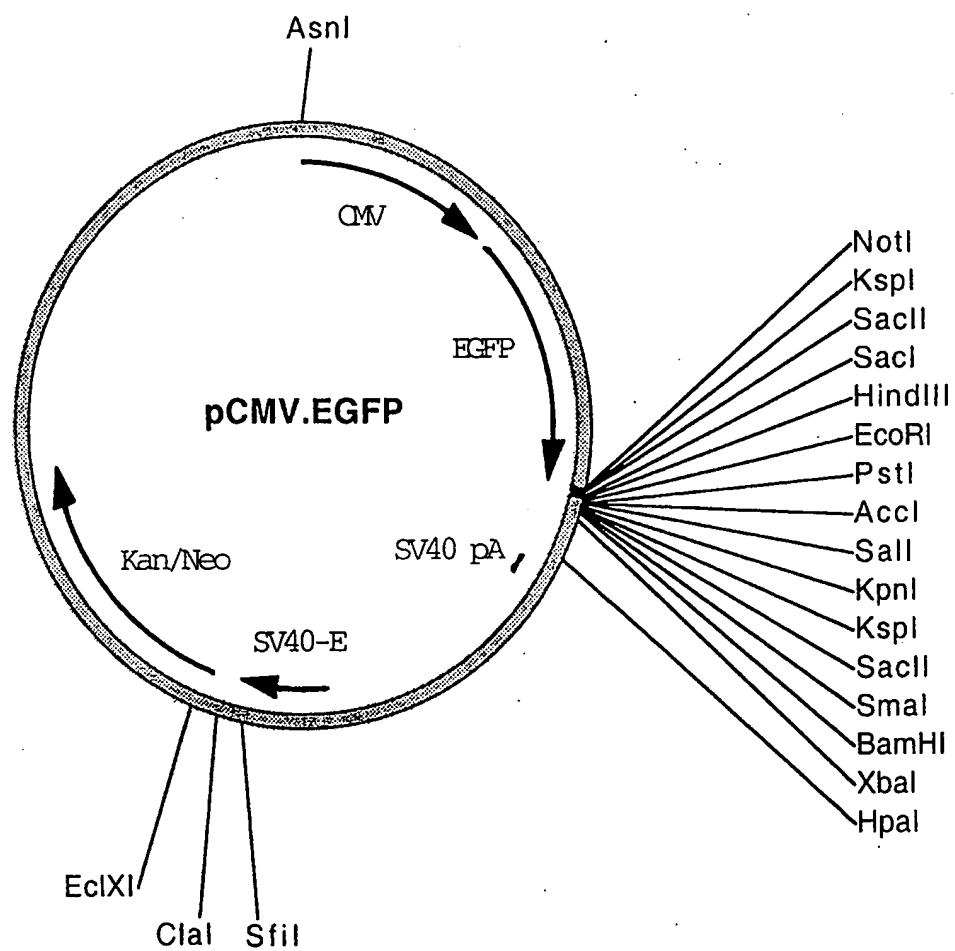 AsnI
CMV
NotI
KspI
SacII
SacI
EGFP
HindIII
pCMV.EGFP
EcoRI
PstI
AccI
SV40 pA
SalI
Kan/Neo
KpnI
KspI
SV40-E
SacII
SmaI
BamHI
XbaI
HpaI
EclXI
ClaI
SfiI